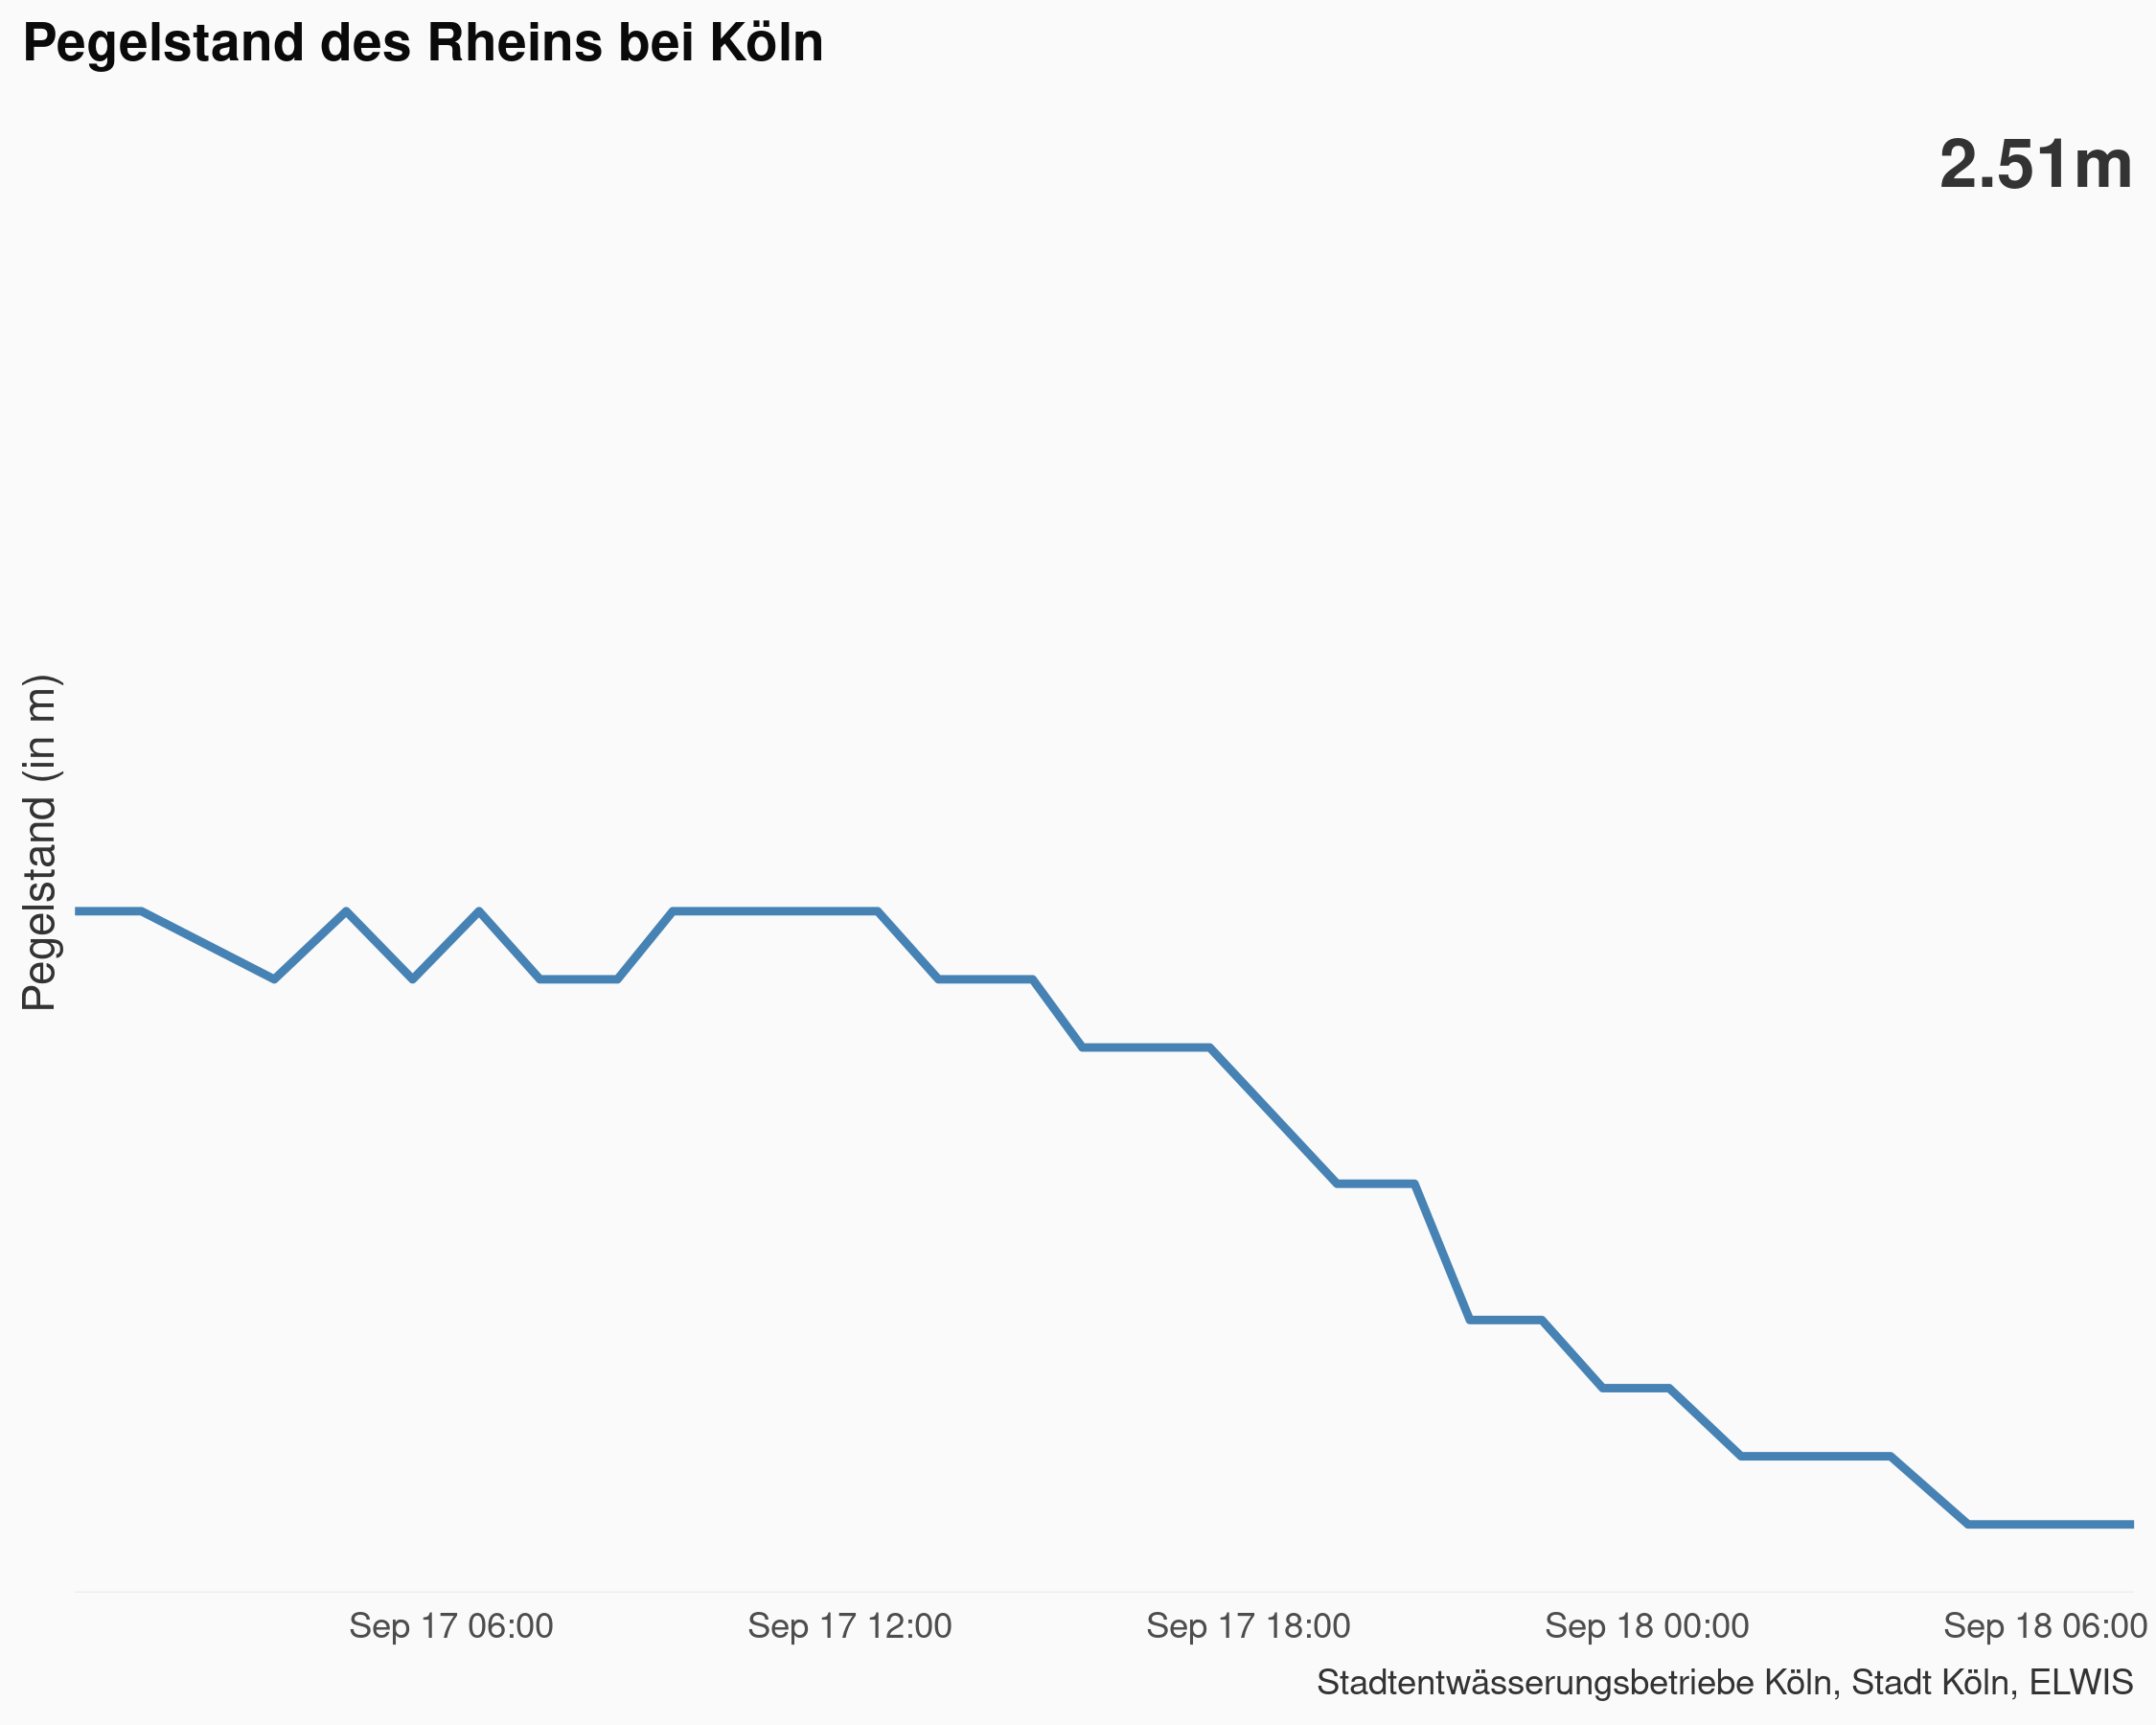 Pegelstand des Rheins bei Köln
2.51m
Pegelstand (in m)
Sep 17 06:00
Sep 17 12:00
Sep 17 18:00
Sep 18 00:00
Sep 18 06:00
Stadtentwässerungsbetriebe Köln, Stadt Köln, ELWIS